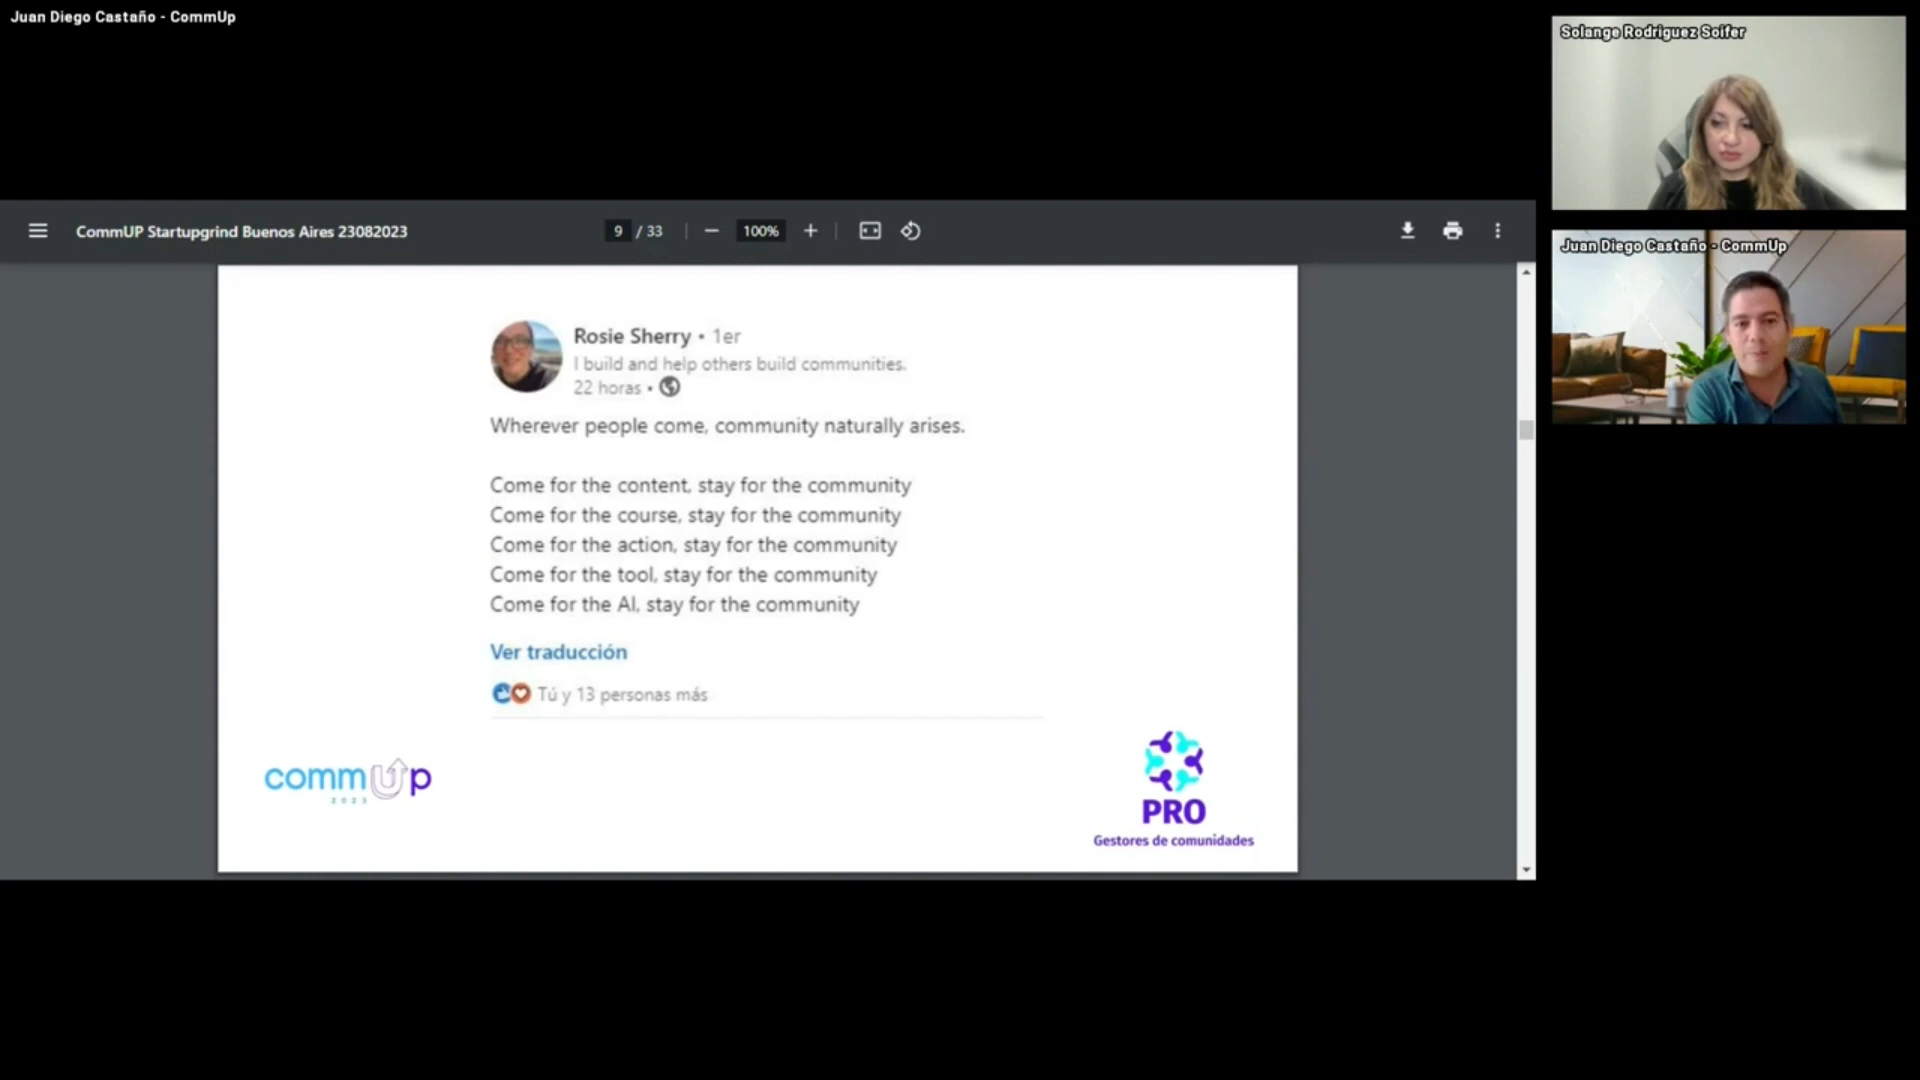 Juan Diego Castaño - CommUp
Solange Rodriguez Soifer
Juan Diego Castaño - CommUp
CommUP Startupgrind Buenos Aires 23082023
9 / 33
100%
Rosie Sherry • 1er
I build and help others build communities.
22 horas •
Wherever people come, community naturally arises.
Come for the content, stay for the community
Come for the course, stay for the community
Come for the action, stay for the community
Come for the tool, stay for the community
Come for the AI, stay for the community
Ver traducción
Tú y 13 personas más
commUp
2023
PRO
Gestores de comunidades